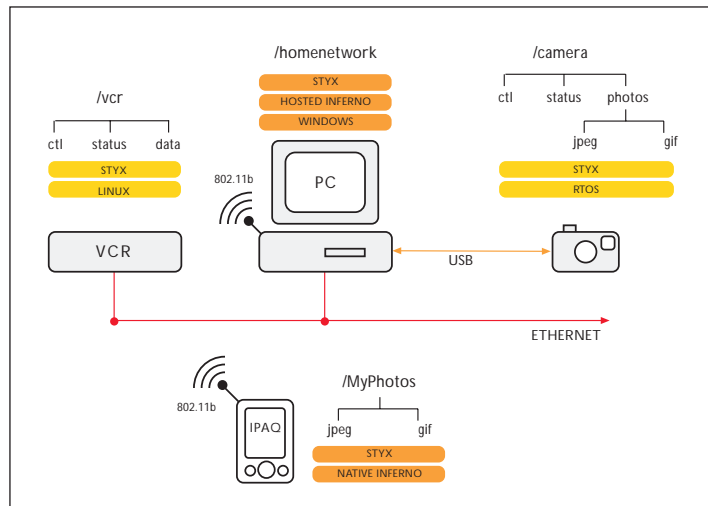 /homenetwork
STYX
HOSTED INFERNO
WINDOWS
/vcr
ctl status data
STYX
LINUX
/camera
ctl status photos
jpeg gif
STYX
RTOS
802.11b
PC
VCR
USB
ETHERNET
802.11b
IPAQ
/MyPhotos
jpeg gif
STYX
NATIVE INFERNO